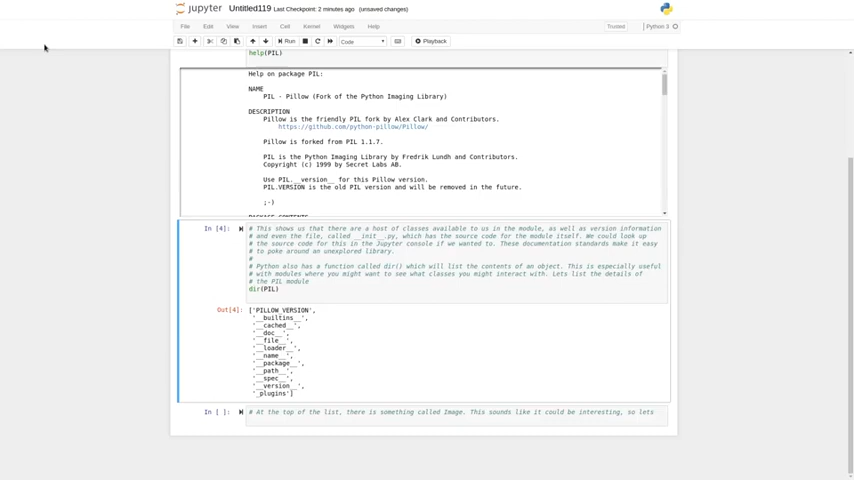 jupyter Untitled119 Last Checkpoint: 2 minutes ago (unsaved changes)
File Edit View Insert Cell Kernel Widgets Help Trusted Python 3
Run Code Playback
help(PIL)
Help on package PIL:
NAME
PIL - Pillow (Fork of the Python Imaging Library)
DESCRIPTION
Pillow is the friendly PIL fork by Alex Clark and Contributors.
https://github.com/python-pillow/Pillow/
Pillow is forked from PIL 1.1.7.
PIL is the Python Imaging Library by Fredrik Lundh and Contributors.
Copyright (c) 1999 by Secret Labs AB.
Use PIL.__version__ for this Pillow version.
PIL.VERSION is the old PIL version and will be removed in the future.
;-)
PACKAGE CONTENTS
In [4]: # This shows us that there are a host of classes available to us in the module, as well as version information
# and even the file, called __init__.py, which has the source code for the module itself. We could look up
# the source code for this in the Jupyter console if we wanted to. These documentation standards make it easy
# to poke around an unexplored library.
#
# Python also has a function called dir() which will list the contents of an object. This is especially useful
# with modules where you might want to see what classes you might interact with. Lets list the details of
# the PIL module
dir(PIL)
Out[4]: ['PILLOW_VERSION',
'__builtins__',
'__cached__',
'__doc__',
'__file__',
'__loader__',
'__name__',
'__package__',
'__path__',
'__spec__',
'__version__',
'_plugins']
In [ ]: # At the top of the list, there is something called Image. This sounds like it could be interesting, so lets